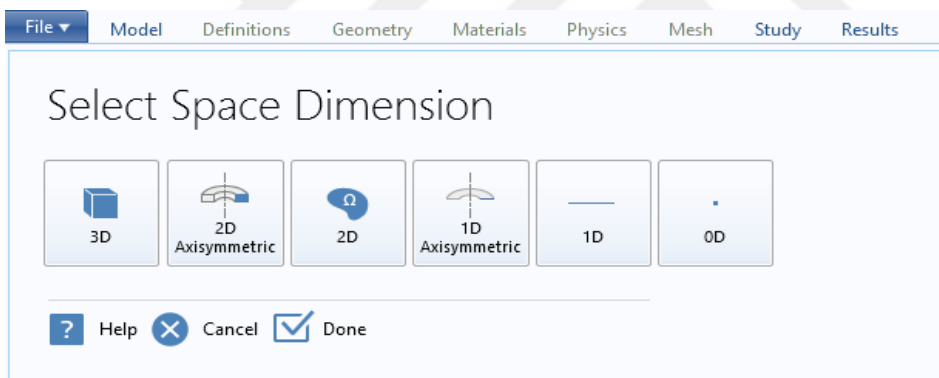 File Model Definitions Geometry Materials Physics Mesh Study Results
Select Space Dimension
3D
2D
Axisymmetric
Ω
2D
1D
Axisymmetric
1D
0D
? Help Cancel Done